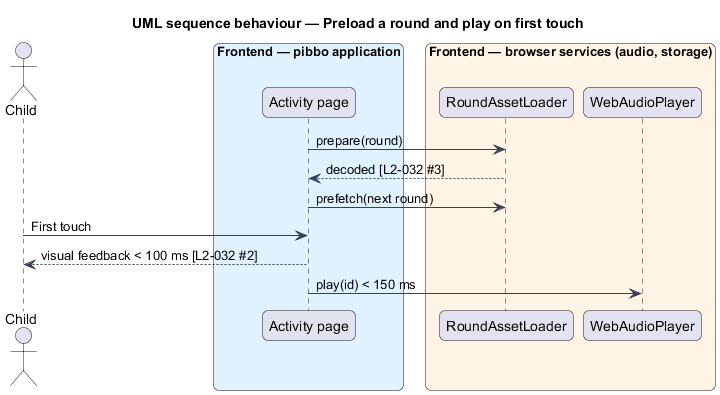 UML sequence behaviour — Preload a round and play on first touch
Frontend — pibbo application
Frontend — browser services (audio, storage)
Child
Activity page
RoundAssetLoader
WebAudioPlayer
prepare(round)
decoded [L2-032 #3]
prefetch(next round)
First touch
visual feedback < 100 ms [L2-032 #2]
play(id) < 150 ms
Child
Activity page
RoundAssetLoader
WebAudioPlayer